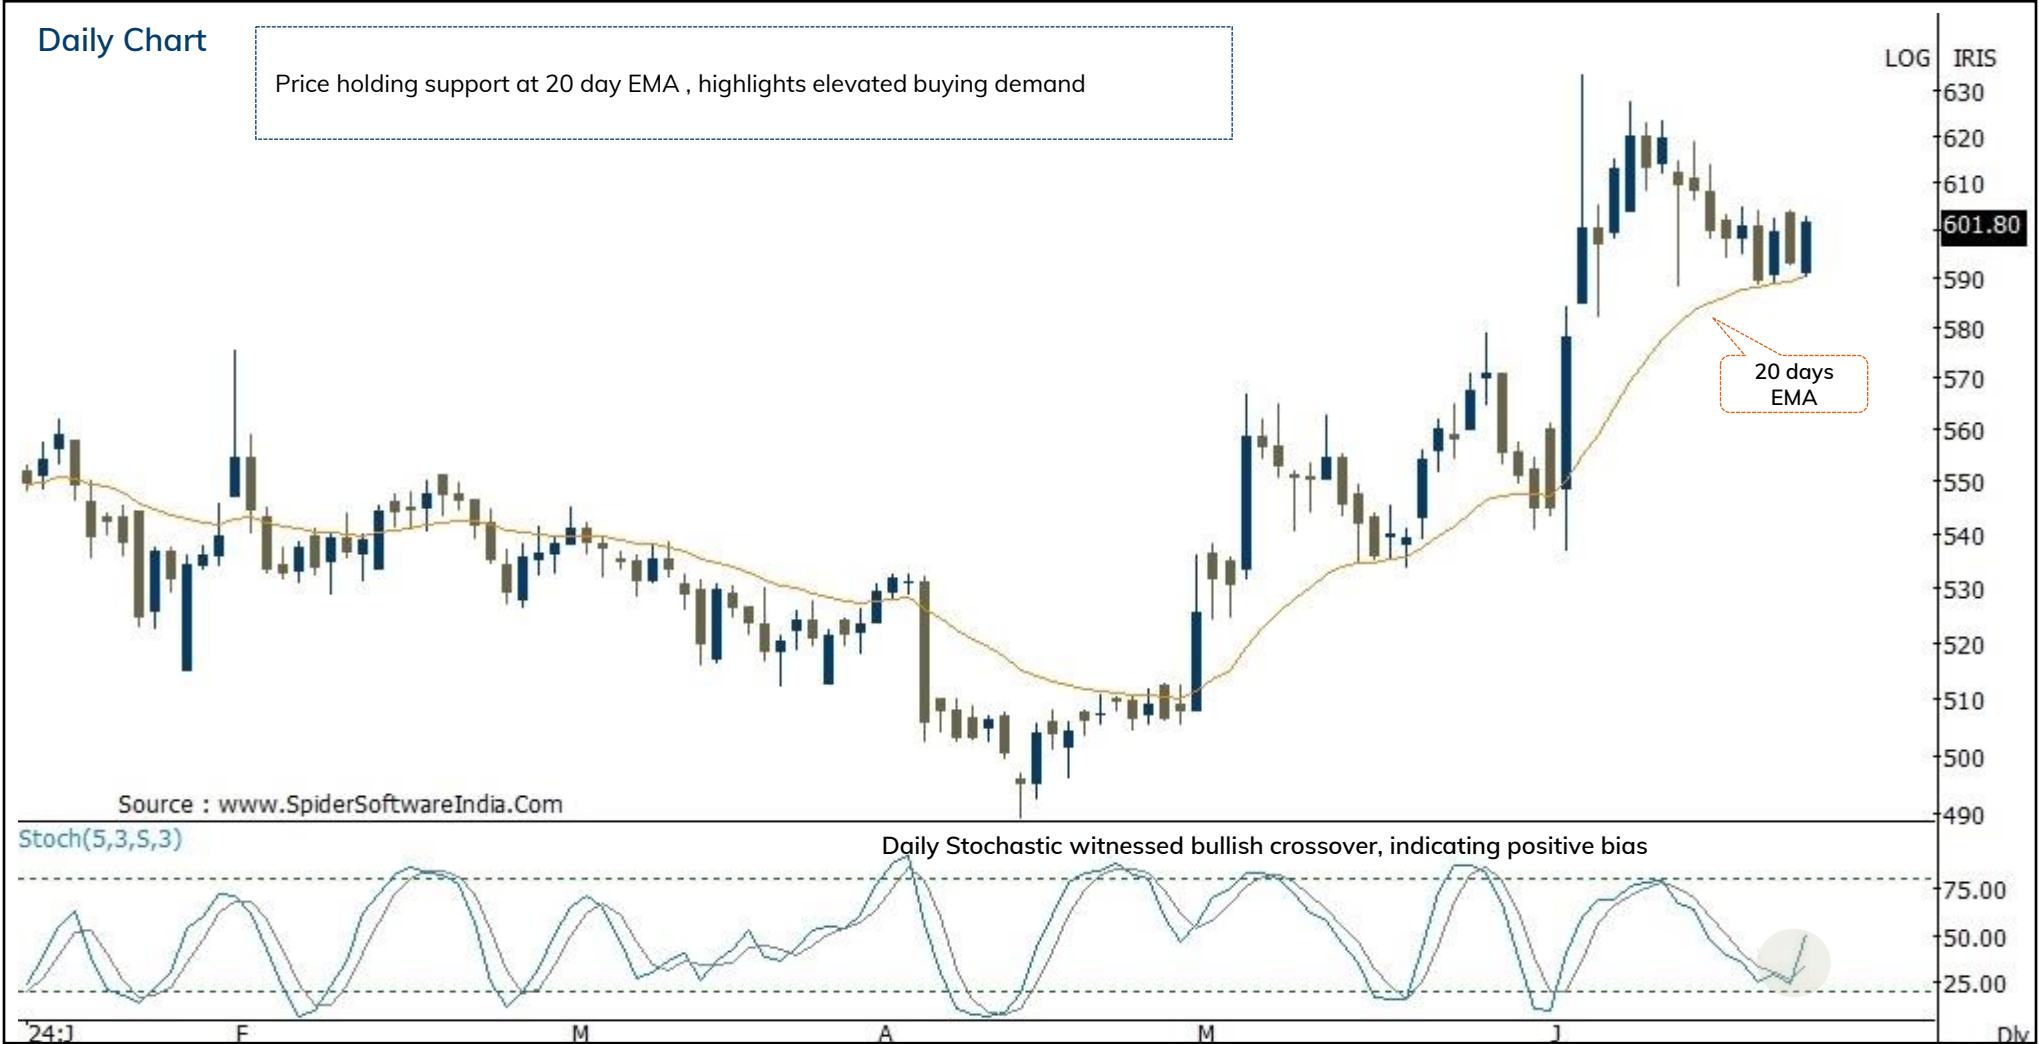 Daily Chart
Price holding support at 20 day EMA , highlights elevated buying demand
LOG IRIS
630
620
610
601.80
590
580
20 days
EMA
570
560
550
540
530
520
510
500
Source : www.SpiderSoftwareIndia.Com
490
Stoch(5,3,S,3)
Daily Stochastic witnessed bullish crossover, indicating positive bias
75.00
50.00
25.00
24:J F M A M J Dly